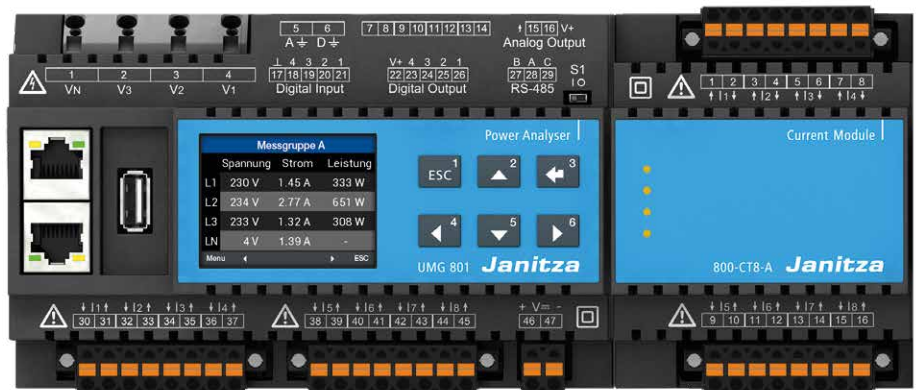 5 6
A D
7 8 9 10 11 12 13 14
15 16 V+
Analog Output
1 2 3 4
VN V3 V2 V1
⊥ 4 3 2 1
17 18 19 20 21
Digital Input
V+ 4 3 2 1
22 23 24 25 26
Digital Output
B A C
27 28 29
RS-485
S1
I O
1 2 3 4 5 6 7 8
I1 I2 I3 I4
Power Analyser
Messgruppe A
Spannung Strom Leistung
L1 230 V 1.45 A 333 W
L2 234 V 2.77 A 651 W
L3 233 V 1.32 A 308 W
LN 4 V 1.39 A -
Menu ESC
ESC 1
2
3
4
5
6
UMG 801 Janitza
Current Module
800-CT8-A Janitza
I1 I2 I3 I4
30 31 32 33 34 35 36 37
I5 I6 I7 I8
38 39 40 41 42 43 44 45
+ V= -
46 47
I5 I6 I7 I8
9 10 11 12 13 14 15 16